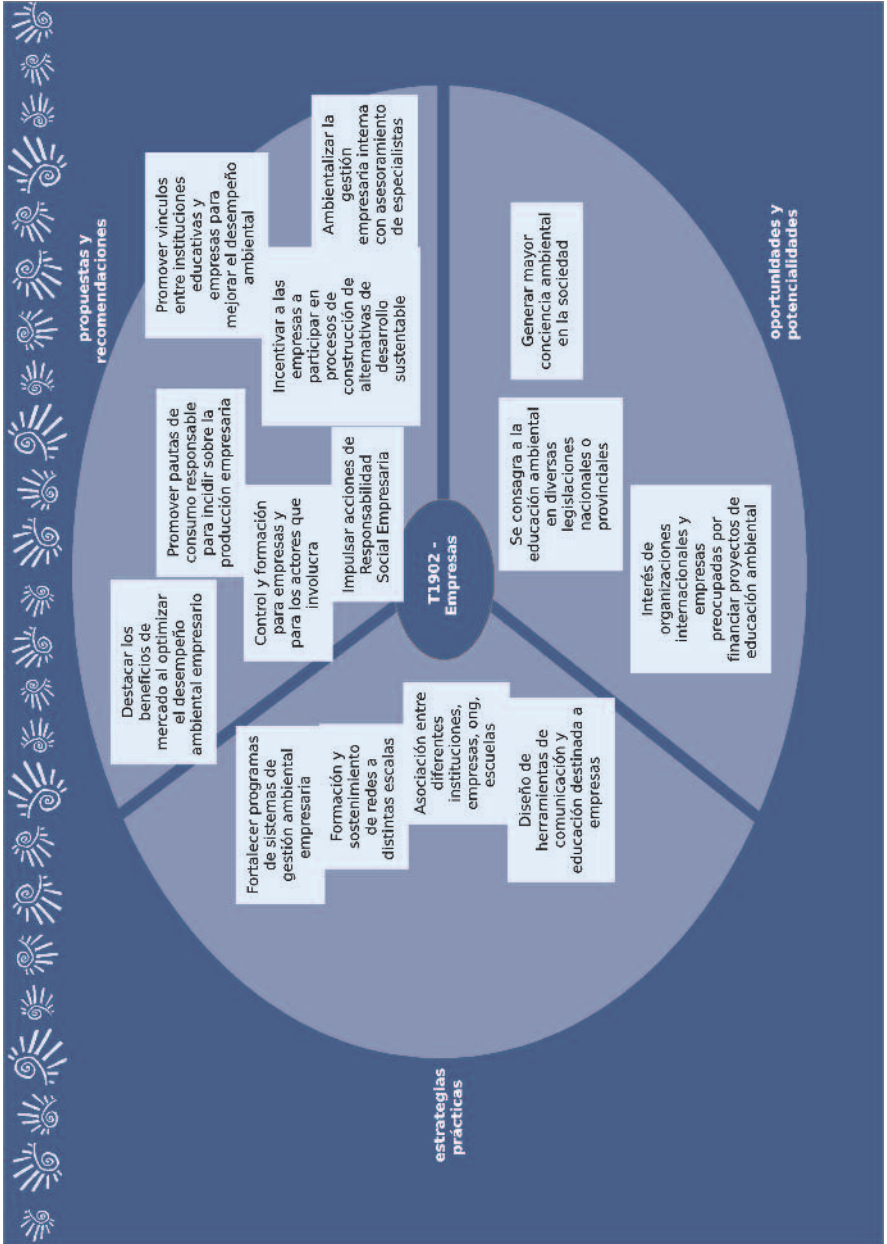 propuestas y
recomendaciones
Destacar los
beneficios de
mercado al optimizar
el desempeño
ambiental empresario
Promover pautas de
consumo responsable
para incidir sobre la
producción empresaria
Promover vínculos
entre instituciones
educativas y
empresas para
mejorar el desempeño
ambiental
Control y formación
para empresas y
para los actores que
involucra
Incentivar a las
empresas a
participar en
procesos de
construcción de
alternativas de
desarrollo
sustentable
Impulsar acciones de
Responsabilidad
Social Empresaria
Ambientalizar la
gestión
empresaria interna
con asesoramiento
de especialistas
T1902 -
Empresas
estrategias
prácticas
Fortalecer programas
de sistemas de
gestión ambiental
empresaria
Formación y
sostenimiento
de redes a
distintas escalas
Asociación entre
diferentes
instituciones,
empresas, ong,
escuelas
Diseño de
herramientas de
comunicación y
educación destinada a
empresas
Se consagra a la
educación ambiental
en diversas
legislaciones
nacionales o
provinciales
Generar mayor
conciencia ambiental
en la sociedad
Interés de
organizaciones
internacionales y
empresas
preocupadas por
financiar proyectos de
educación ambiental
oportunidades y
potencialidades